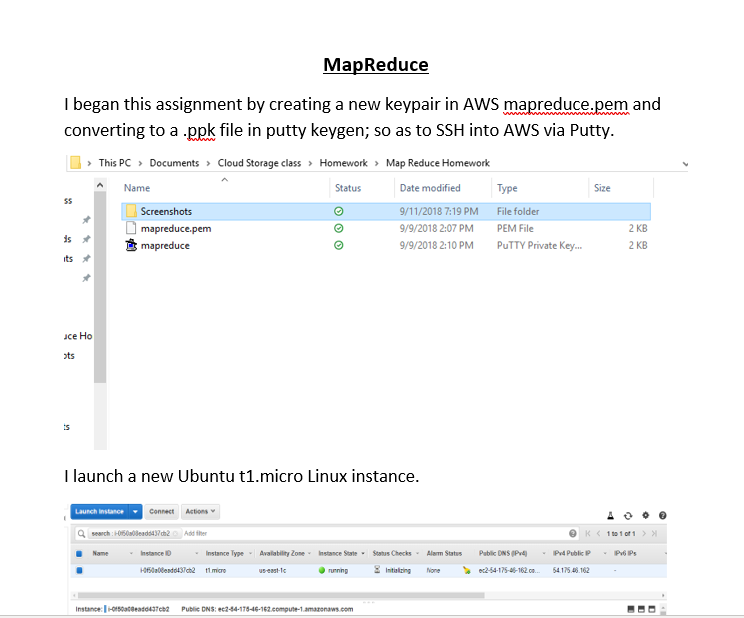 MapReduce
I began this assignment by creating a new keypair in AWS mapreduce.pem and
converting to a .ppk file in putty keygen; so as to SSH into AWS via Putty.
This PC > Documents > Cloud Storage class > Homework > Map Reduce Homework
Name Status Date modified Type Size
ss
Screenshots 9/11/2018 7:19 PM File folder
mapreduce.pem 9/9/2018 2:07 PM PEM File 2 KB
ds mapreduce 9/9/2018 2:10 PM PuTTY Private Key... 2 KB
its
uce Ho
ots
ts
I launch a new Ubuntu t1.micro Linux instance.
Launch Instance Connect Actions
search : i-0f50a08eadd437cb2 Add filter 1 to 1 of 1
Name Instance ID Instance Type Availability Zone Instance State Status Checks Alarm Status Public DNS (IPv4) IPv4 Public IP IPv6 IPs
i-0f50a08eadd437cb2 t1.micro us-east-1c running Initializing None ec2-54-175-46-162.co... 54.175.46.162 -
Instance: i-0f50a08eadd437cb2 Public DNS: ec2-54-175-46-162.compute-1.amazonaws.com